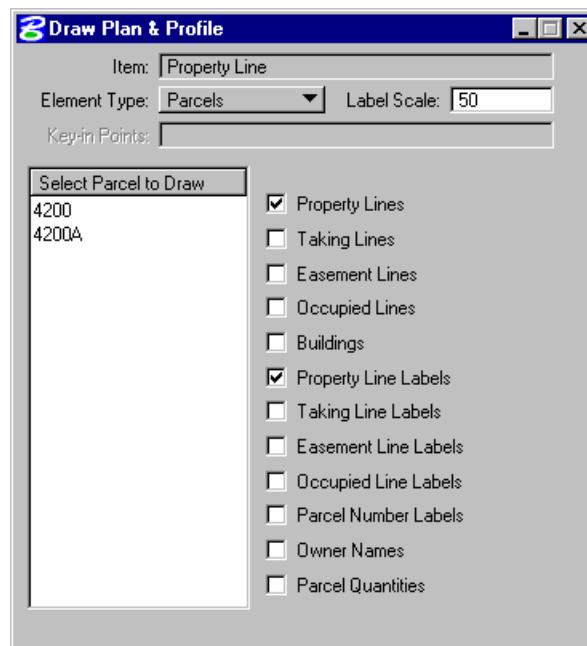 Draw Plan & Profile
Item: Property Line
Element Type: Parcels Label Scale: 50
Key-in Points:
Select Parcel to Draw
4200
4200A
Property Lines
Taking Lines
Easement Lines
Occupied Lines
Buildings
Property Line Labels
Taking Line Labels
Easement Line Labels
Occupied Line Labels
Parcel Number Labels
Owner Names
Parcel Quantities